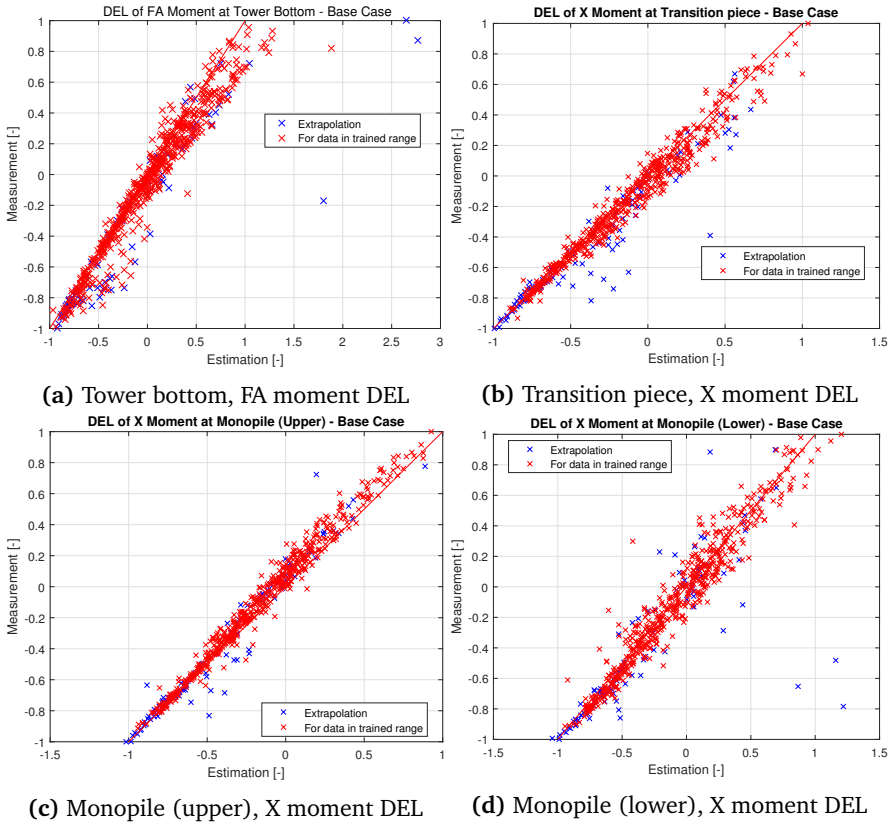 DEL of FA Moment at Tower Bottom - Base Case
1
0.8
0.6
0.4
0.2
0
-0.2
-0.4
-0.6
-0.8
-1
Measurement [-]
Extrapolation
For data in trained range
-1 -0.5 0 0.5 1 1.5 2 2.5 3
Estimation [-]
(a) Tower bottom, FA moment DEL
DEL of X Moment at Transition piece - Base Case
1
0.8
0.6
0.4
0.2
0
-0.2
-0.4
-0.6
-0.8
-1
Measurement [-]
Extrapolation
For data in trained range
-1 -0.5 0 0.5 1 1.5
Estimation [-]
(b) Transition piece, X moment DEL
DEL of X Moment at Monopile (Upper) - Base Case
1
0.8
0.6
0.4
0.2
0
-0.2
-0.4
-0.6
-0.8
-1
Measurement [-]
Extrapolation
For data in trained range
-1.5 -1 -0.5 0 0.5 1
Estimation [-]
(c) Monopile (upper), X moment DEL
DEL of X Moment at Monopile (Lower) - Base Case
1
0.8
0.6
0.4
0.2
0
-0.2
-0.4
-0.6
-0.8
-1
Measurement [-]
Extrapolation
For data in trained range
-1.5 -1 -0.5 0 0.5 1 1.5
Estimation [-]
(d) Monopile (lower), X moment DEL